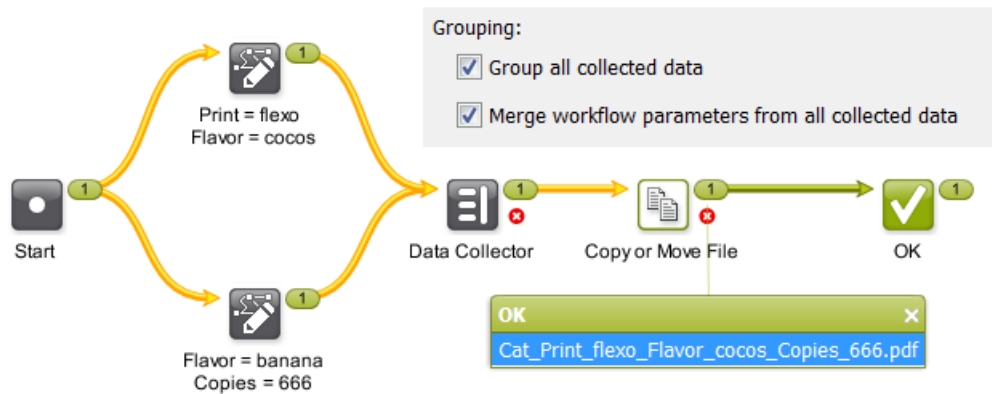 Grouping:
Group all collected data
Merge workflow parameters from all collected data
1
Print = flexo
Flavor = cocos
1
Start
1
Data Collector
1
Copy or Move File
1
OK
1
Flavor = banana
Copies = 666
OK
Cat_Print_flexo_Flavor_cocos_Copies_666.pdf